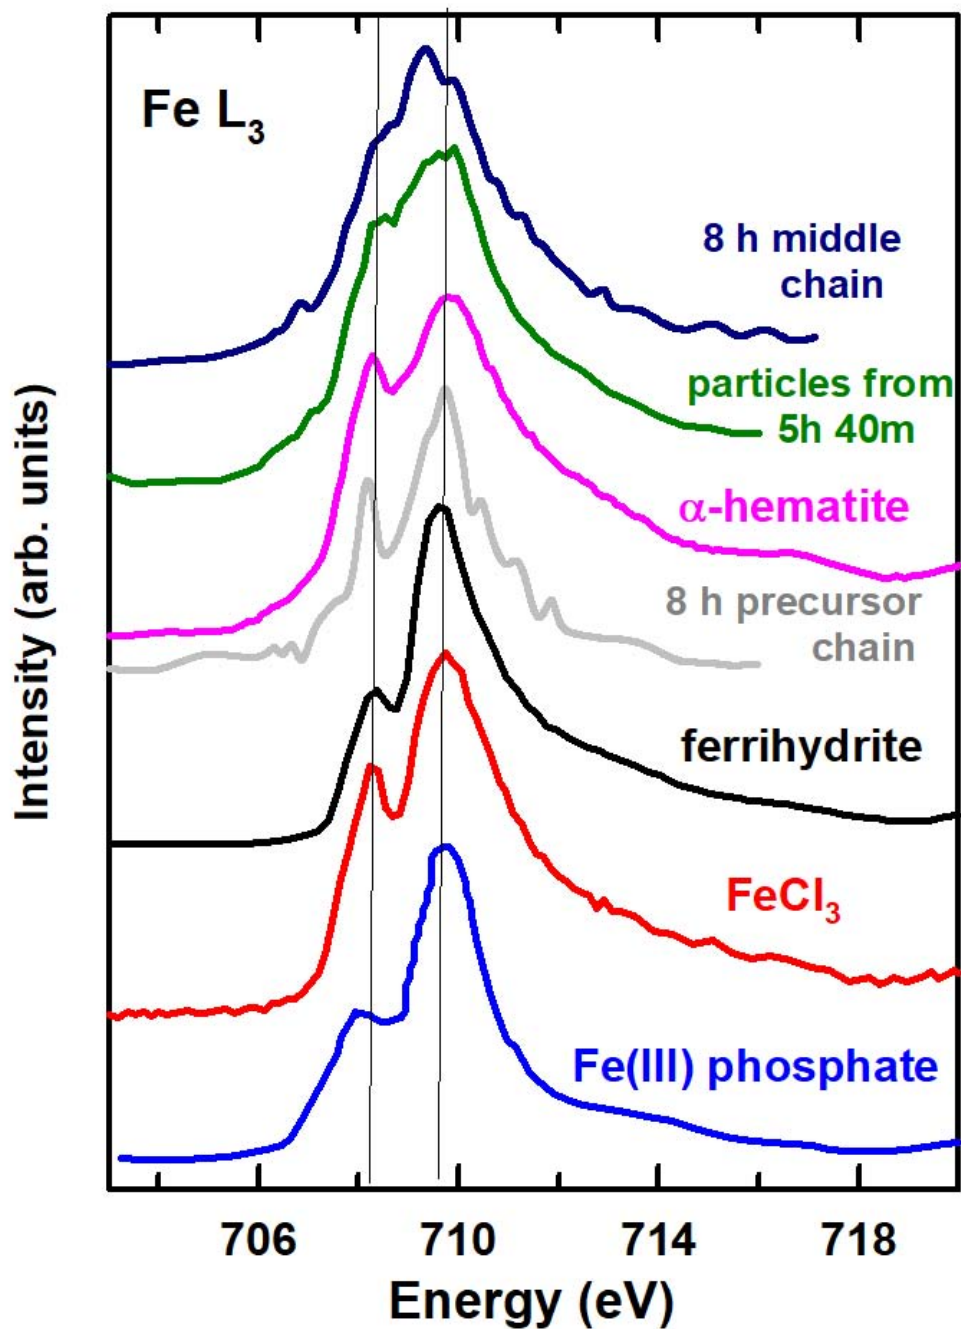 Fe L3
8 h middle
chain
particles from
5h 40m
α-hematite
8 h precursor
chain
ferrihydrite
FeCl3
Fe(III) phosphate
Intensity (arb. units)
706 710 714 718
Energy (eV)